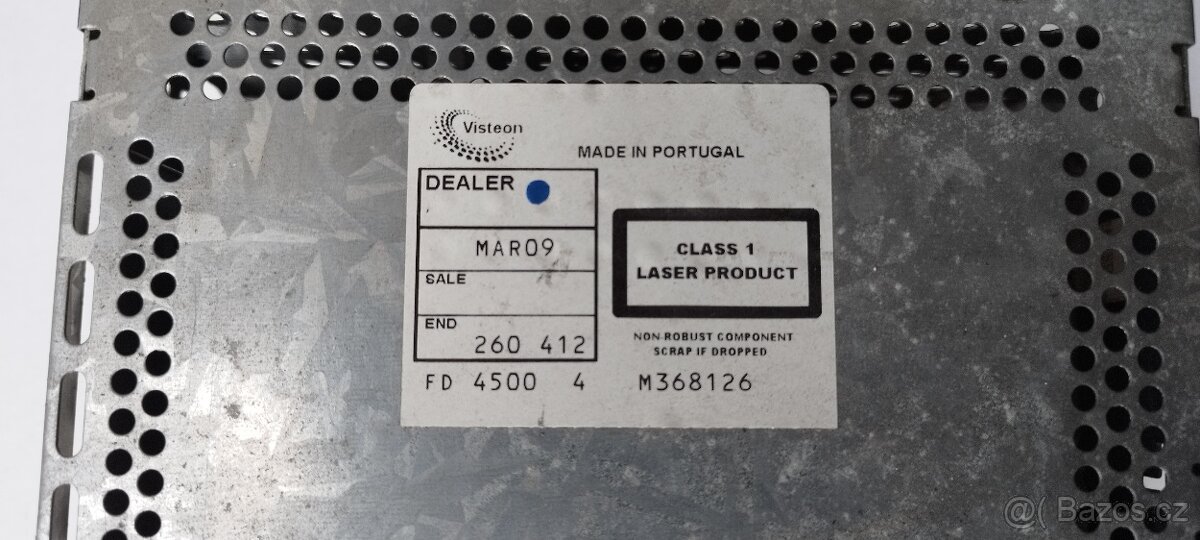 Visteon
MADE IN PORTUGAL
DEALER
MAR09
SALE
END
260 412
FD 4500 4
M368126
CLASS 1
LASER PRODUCT
NON ROBUST COMPONENT
SCRAP IF DROPPED
@( Bazos.cz